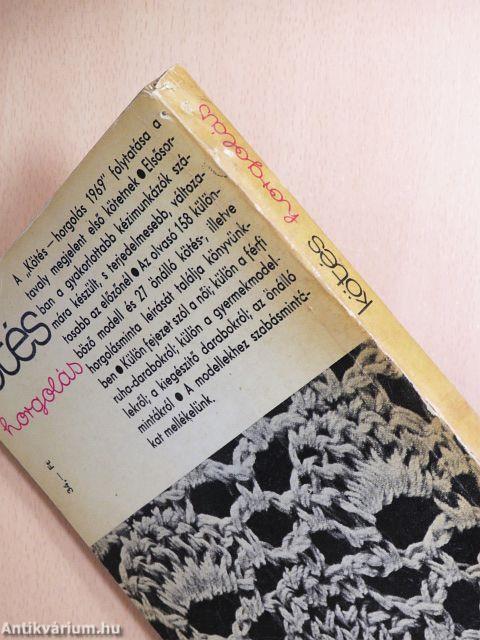 A „Kötés – horgolás 1969" folytatása a
tavaly megjelent első kötetnek ● Elsősor-
ban a gyakorlottabb kézimunkázók szá-
mára készült, s terjedelmesebb, változa-
tosabb az előzőnél ● Az olvasó 158 külön-
böző modell és 27 önálló kötés-, illetve
horgolásminta leírását találja könyvünk-
ben ● Külön fejezet szól a női; külön a férfi
ruha-darabokról; külön a gyermekmodel-
lekről; a kiegészítő darabokról; az önálló
mintákról ● A modellekhez szabásmintá-
kat mellékelünk.
ötés
horgolás
34,— Ft
kötés
horgolás
Antikvárium.hu